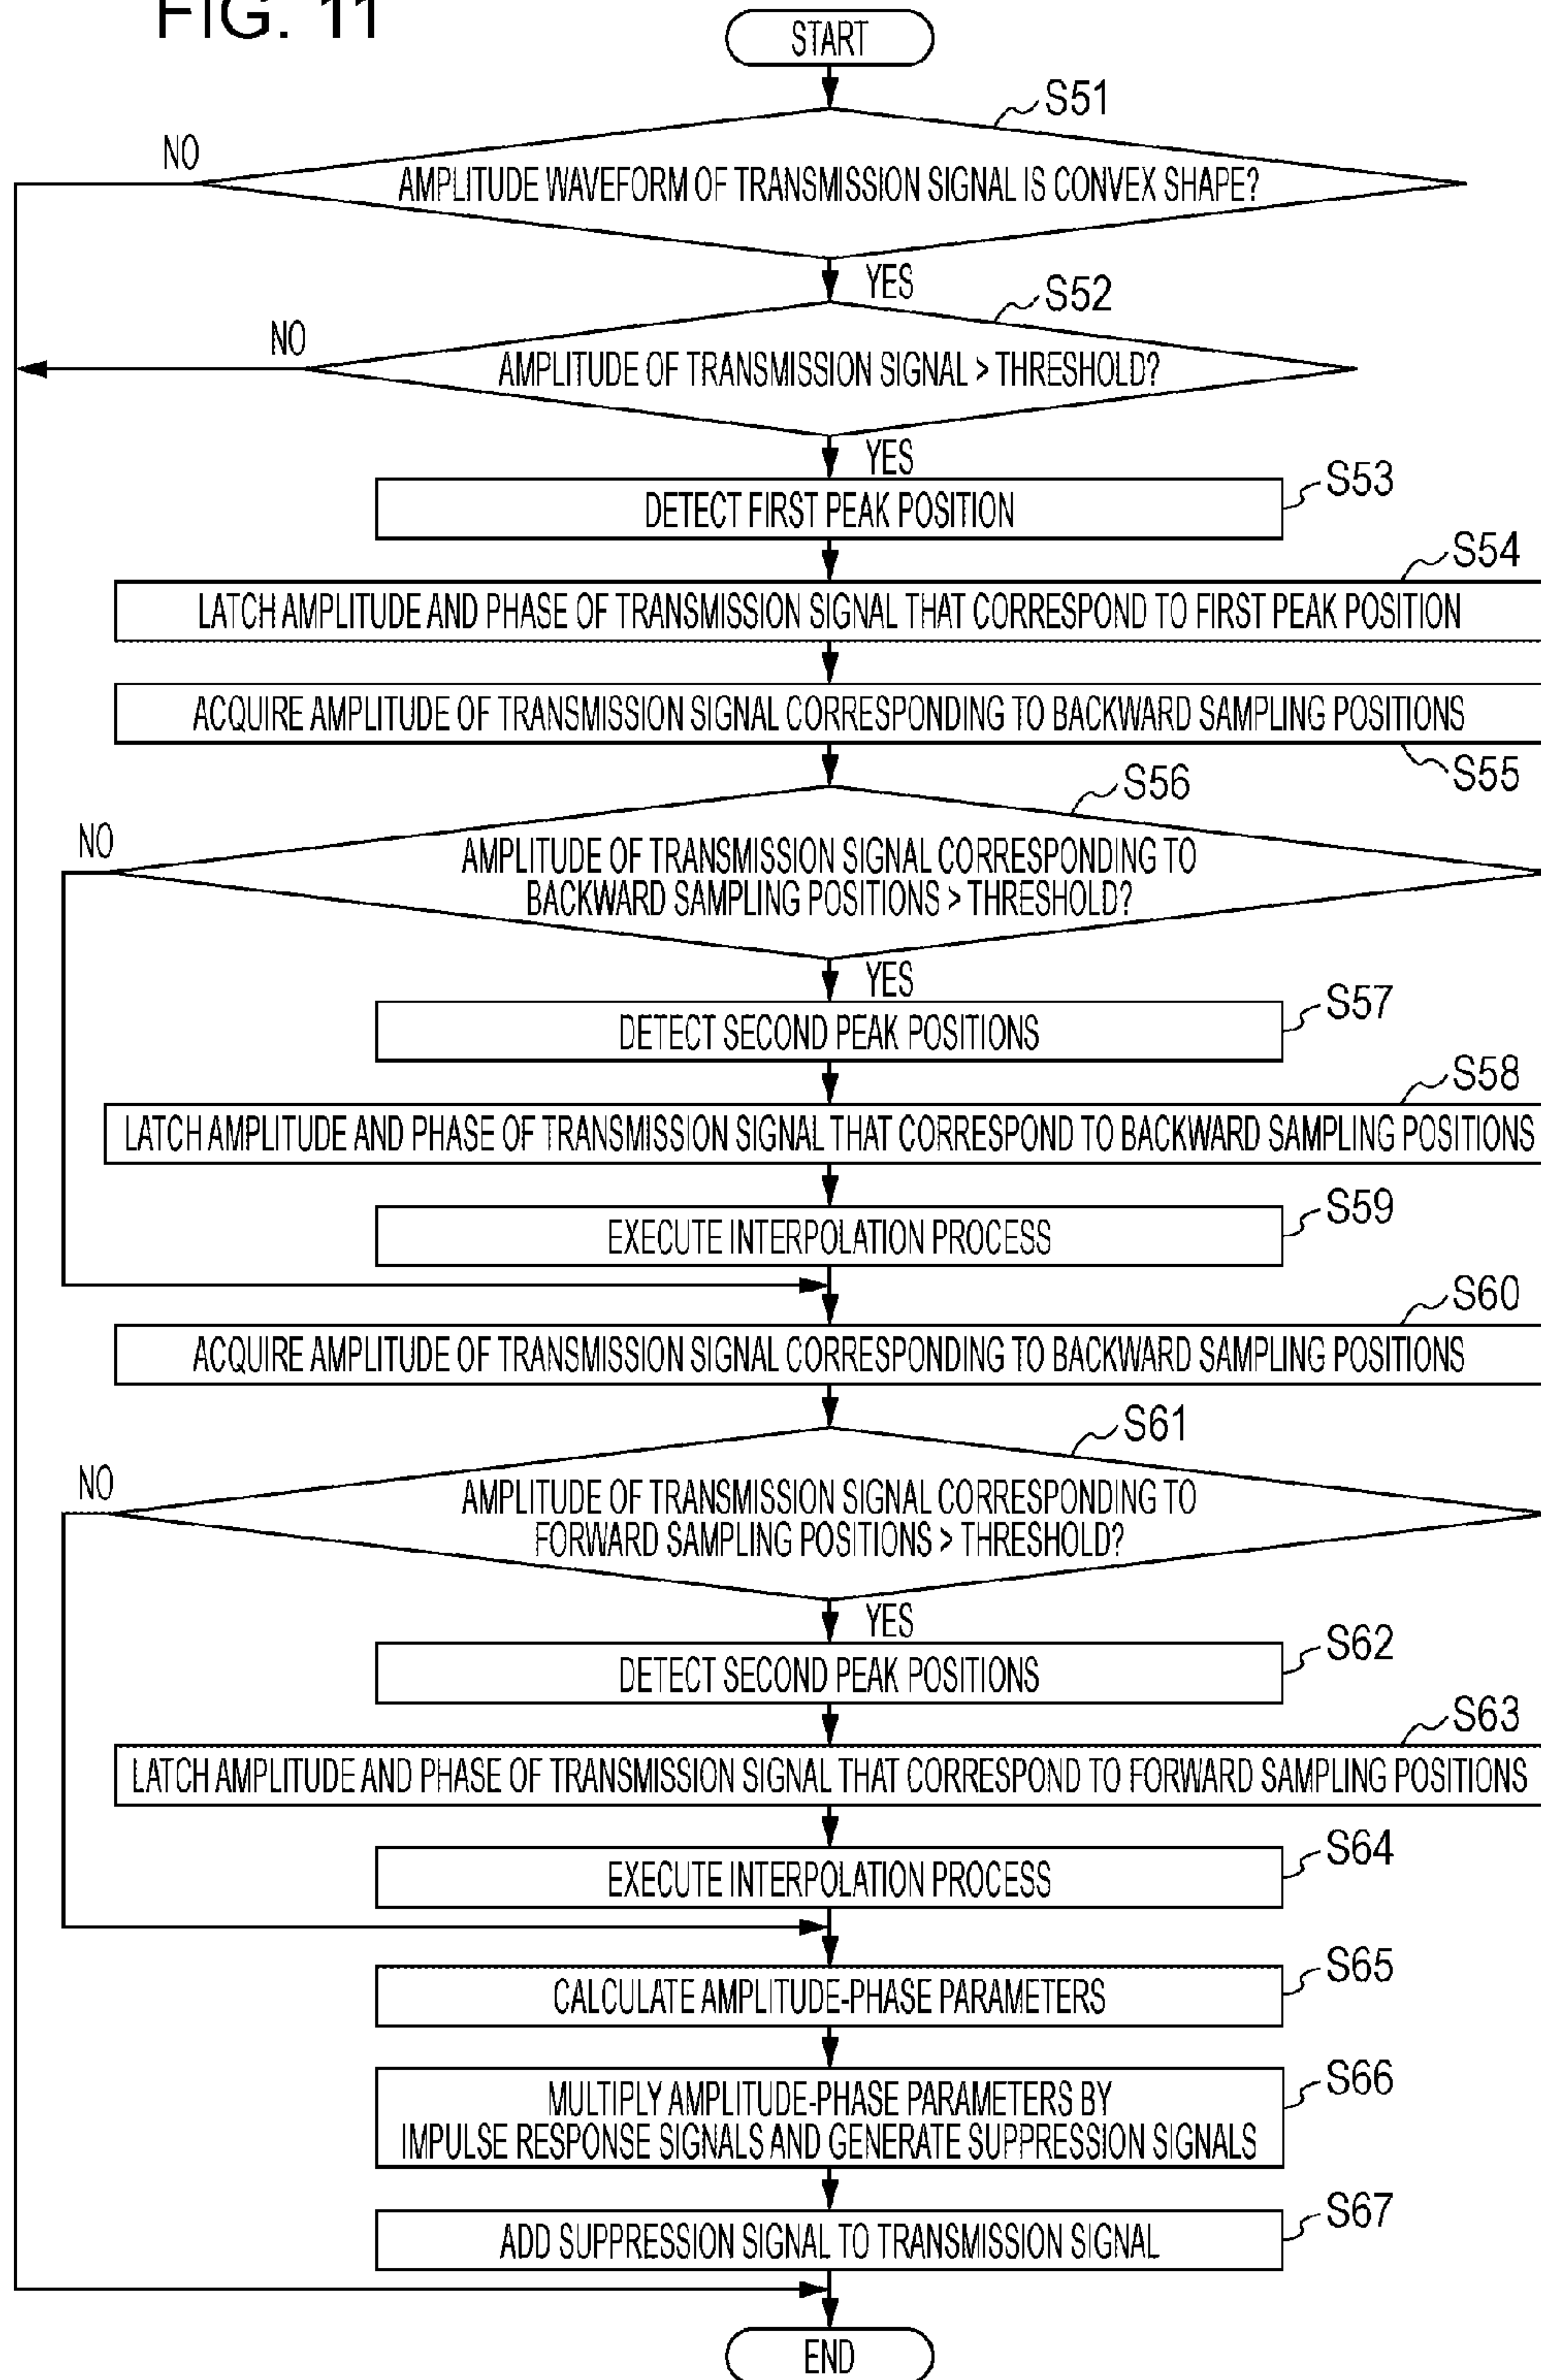 FIG. 11
START
S51
NO
AMPLITUDE WAVEFORM OF TRANSMISSION SIGNAL IS CONVEX SHAPE?
YES
S52
NO
AMPLITUDE OF TRANSMISSION SIGNAL > THRESHOLD?
YES
S53
DETECT FIRST PEAK POSITION
S54
LATCH AMPLITUDE AND PHASE OF TRANSMISSION SIGNAL THAT CORRESPOND TO FIRST PEAK POSITION
ACQUIRE AMPLITUDE OF TRANSMISSION SIGNAL CORRESPONDING TO BACKWARD SAMPLING POSITIONS
S55
S56
NO
AMPLITUDE OF TRANSMISSION SIGNAL CORRESPONDING TO
BACKWARD SAMPLING POSITIONS > THRESHOLD?
YES
S57
DETECT SECOND PEAK POSITIONS
S58
LATCH AMPLITUDE AND PHASE OF TRANSMISSION SIGNAL THAT CORRESPOND TO BACKWARD SAMPLING POSITIONS
S59
EXECUTE INTERPOLATION PROCESS
S60
ACQUIRE AMPLITUDE OF TRANSMISSION SIGNAL CORRESPONDING TO BACKWARD SAMPLING POSITIONS
S61
NO
AMPLITUDE OF TRANSMISSION SIGNAL CORRESPONDING TO
FORWARD SAMPLING POSITIONS > THRESHOLD?
YES
S62
DETECT SECOND PEAK POSITIONS
S63
LATCH AMPLITUDE AND PHASE OF TRANSMISSION SIGNAL THAT CORRESPOND TO FORWARD SAMPLING POSITIONS
S64
EXECUTE INTERPOLATION PROCESS
S65
CALCULATE AMPLITUDE-PHASE PARAMETERS
S66
MULTIPLY AMPLITUDE-PHASE PARAMETERS BY
IMPULSE RESPONSE SIGNALS AND GENERATE SUPPRESSION SIGNALS
S67
ADD SUPPRESSION SIGNAL TO TRANSMISSION SIGNAL
END